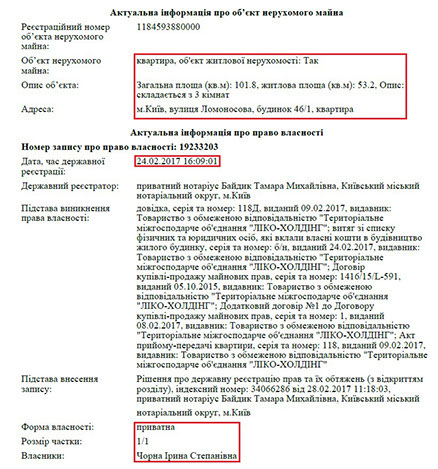 Актуальна інформація про об'єкт нерухомого майна
Реєстраційний номер об'єкта нерухомого майна: 1184593880000
Об'єкт нерухомого майна: квартира, об'єкт житлової нерухомості: Так
Опис об'єкта: Загальна площа (кв.м): 101.8, житлова площа (кв.м): 53.2, Опис:
складається з 3 кімнат
Адреса: м.Київ, вулиця Ломоносова, будинок 46/1, квартира
Актуальна інформація про право власності
Номер запису про право власності: 19233203
Дата, час державної реєстрації: 24.02.2017 16:09:01
Державний реєстратор: приватний нотаріус Байдик Тамара Михайлівна, Київський міський
нотаріальний округ, м.Київ
Підстава виникнення права власності: довідка, серія та номер: 118Д, виданий 09.02.2017, видавник:
Товариство з обмеженою відповідальністю "Територіальне
міжгосподарче об'єднання "ЛІКО-ХОЛДІНГ"; витяг зі списку
фізичних та юридичних осіб, які вклали власні кошти в будівництво
жилого будинку, серія та номер: б/н, виданий 24.02.2017, видавник:
Товариство з обмеженою відповідальністю "Територіальне
міжгосподарче об'єднання "ЛІКО-ХОЛДІНГ"; Договір
купівлі-продажу майнових прав, серія та номер: 1416/15/L-591,
виданий 05.10.2015, видавник: Товариство з обмеженою
відповідальністю "Територіальне міжгосподарче об'єднання
"ЛІКО-ХОЛДІНГ"; Додатковий договір №1 до Договору
купівлі-продажу майнових прав, серія та номер: 1, виданий
08.02.2017, видавник: Товариство з обмеженою відповідальністю
"Територіальне міжгосподарче об'єднання "ЛІКО-ХОЛДІНГ"; Акт
прийому-передачі квартири, серія та номер: 118, виданий 09.02.2017,
видавник: Товариство з обмеженою відповідальністю
"Територіальне міжгосподарче об'єднання "ЛІКО-ХОЛДІНГ
Підстава внесення запису: Рішення про державну реєстрацію прав та їх обтяжень (з відкриттям
розділу), індексний номер: 34066286 від 28.02.2017 11:18:03,
приватний нотаріус Байдик Тамара Михайлівна, Київський міський
нотаріальний округ, м.Київ
Форма власності: приватна
Розмір частки: 1/1
Власники: Чорна Ірина Степанівна